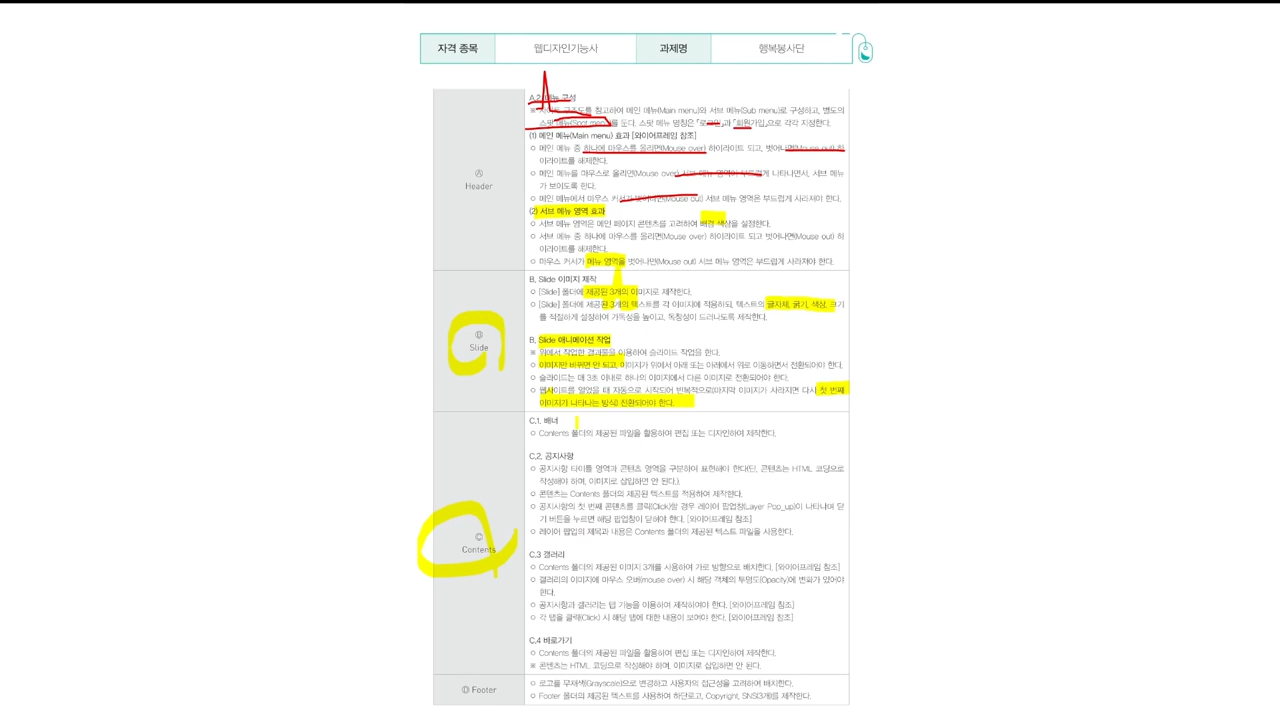 자격 종목 웹디자인기능사 과제명 행복봉사단
Ⓐ
Header
A.2. 메뉴 구성
※ 사이트 구조도를 참고하여 메인 메뉴(Main menu)와 서브 메뉴(Sub menu)로 구성하고, 별도의
스팟 메뉴(Spot menu)를 둔다. 스팟 메뉴 명칭은 「로그인」과 「회원가입」으로 각각 지정한다.
(1) 메인 메뉴(Main menu) 효과 [와이어프레임 참조]
○ 메인 메뉴 중 하나에 마우스를 올리면(Mouse over) 하이라이트 되고, 벗어나면(Mouse out) 하
이라이트를 해제한다.
○ 메인 메뉴를 마우스로 올리면(Mouse over) 서브 메뉴 영역이 부드럽게 나타나면서, 서브 메뉴
가 보이도록 한다.
○ 메인 메뉴에서 마우스 커서가 벗어나면(Mouse out) 서브 메뉴 영역은 부드럽게 사라져야 한다.
(2) 서브 메뉴 영역 효과
○ 서브 메뉴 영역은 메인 페이지 콘텐츠를 고려하여 배경 색상을 설정한다.
○ 서브 메뉴 중 하나에 마우스를 올리면(Mouse over) 하이라이트 되고 벗어나면(Mouse out) 하
이라이트를 해제한다.
○ 마우스 커서가 메뉴 영역을 벗어나면(Mouse out) 서브 메뉴 영역은 부드럽게 사라져야 한다.
Ⓑ
Slide
B. Slide 이미지 제작
○ [Slide] 폴더에 제공된 3개의 이미지로 제작한다.
○ [Slide] 폴더에 제공된 3개의 텍스트를 각 이미지에 적용하되, 텍스트의 글자체, 굵기, 색상, 크기
를 적절하게 설정하여 가독성을 높이고, 독창성이 드러나도록 제작한다.
B. Slide 애니메이션 작업
※ 위에서 작업한 결과물을 이용하여 슬라이드 작업을 한다.
○ 이미지만 바뀌면 안 되고, 이미지가 위에서 아래 또는 아래에서 위로 이동하면서 전환되어야 한다.
○ 슬라이드는 매 3초 이내로 하나의 이미지에서 다른 이미지로 전환되어야 한다.
○ 웹사이트를 열었을 때 자동으로 시작되어 반복적으로(마지막 이미지가 사라지면 다시 첫 번째
이미지가 나타나는 방식) 전환되어야 한다.
Ⓒ
Contents
C.1. 배너
○ Contents 폴더의 제공된 파일을 활용하여 편집 또는 디자인하여 제작한다.
C.2. 공지사항
○ 공지사항 타이틀 영역과 콘텐츠 영역을 구분하여 표현해야 한다(단, 콘텐츠는 HTML 코딩으로
작성해야 하며, 이미지로 삽입하면 안 된다.).
○ 콘텐츠는 Contents 폴더의 제공된 텍스트를 적용하여 제작한다.
○ 공지사항의 첫 번째 콘텐츠를 클릭(Click)할 경우 레이어 팝업창(Layer Pop_up)이 나타나며 닫
기 버튼을 누르면 해당 팝업창이 닫혀야 한다. [와이어프레임 참조]
○ 레이어 팝업의 제목과 내용은 Contents 폴더의 제공된 텍스트 파일을 사용한다.
C.3 갤러리
○ Contents 폴더의 제공된 이미지 3개를 사용하여 가로 방향으로 배치한다. [와이어프레임 참조]
○ 갤러리의 이미지에 마우스 오버(mouse over) 시 해당 객체의 투명도(Opacity)에 변화가 있어야
한다.
○ 공지사항과 갤러리는 탭 기능을 이용하여 제작하여야 한다. [와이어프레임 참조]
○ 각 탭을 클릭(Click) 시 해당 탭에 대한 내용이 보여야 한다. [와이어프레임 참조]
C.4 바로가기
○ Contents 폴더의 제공된 파일을 활용하여 편집 또는 디자인하여 제작한다.
※ 콘텐츠는 HTML 코딩으로 작성해야 하며, 이미지로 삽입하면 안 된다.
Ⓓ Footer
○ 로고를 무채색(Grayscale)으로 변경하고 사용자의 접근성을 고려하여 배치한다.
○ Footer 폴더의 제공된 텍스트를 사용하여 하단로고, Copyright, SNS(3개)를 제작한다.